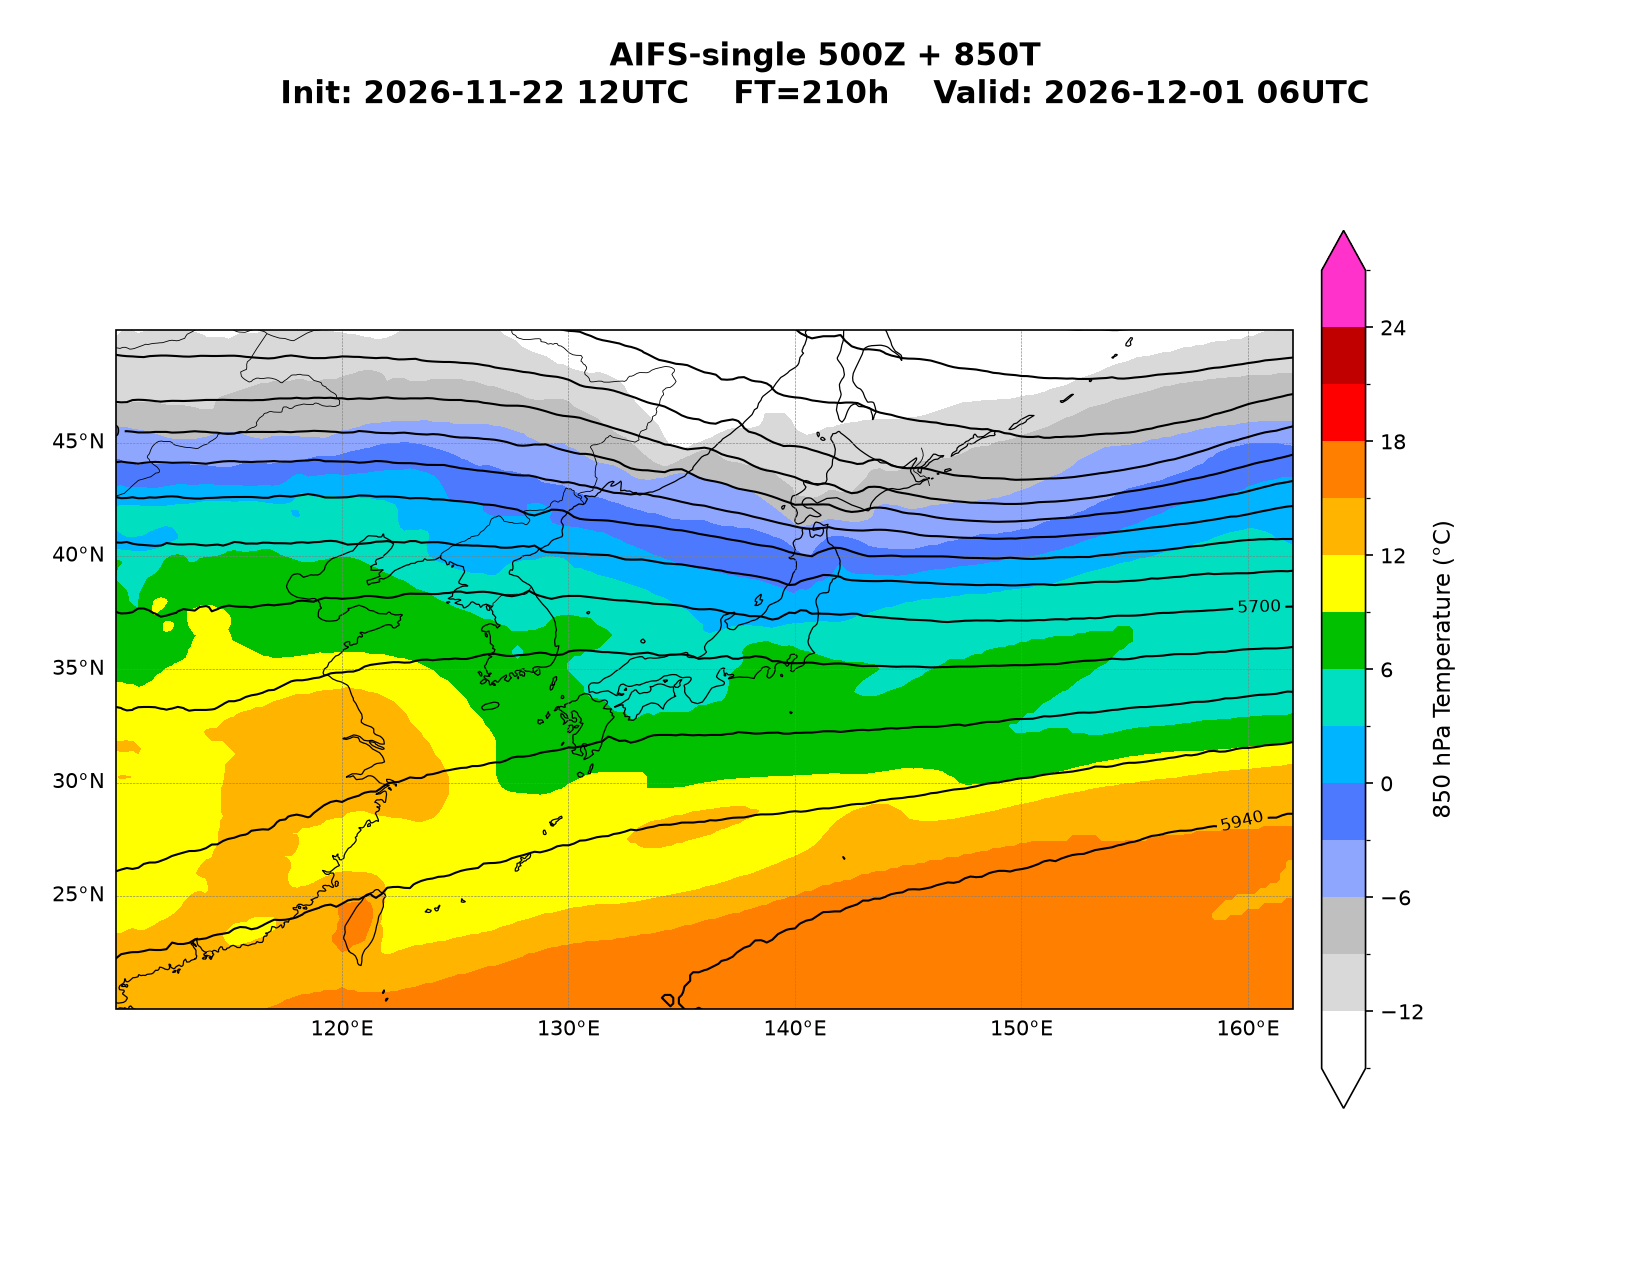 AIFS-single 500Z + 850T
Init: 2026-11-22 12UTC    FT=210h    Valid: 2026-12-01 06UTC
45°N
40°N
35°N
30°N
25°N
120°E
130°E
140°E
150°E
160°E
5700
5940
24
18
12
6
0
−6
−12
850 hPa Temperature (°C)